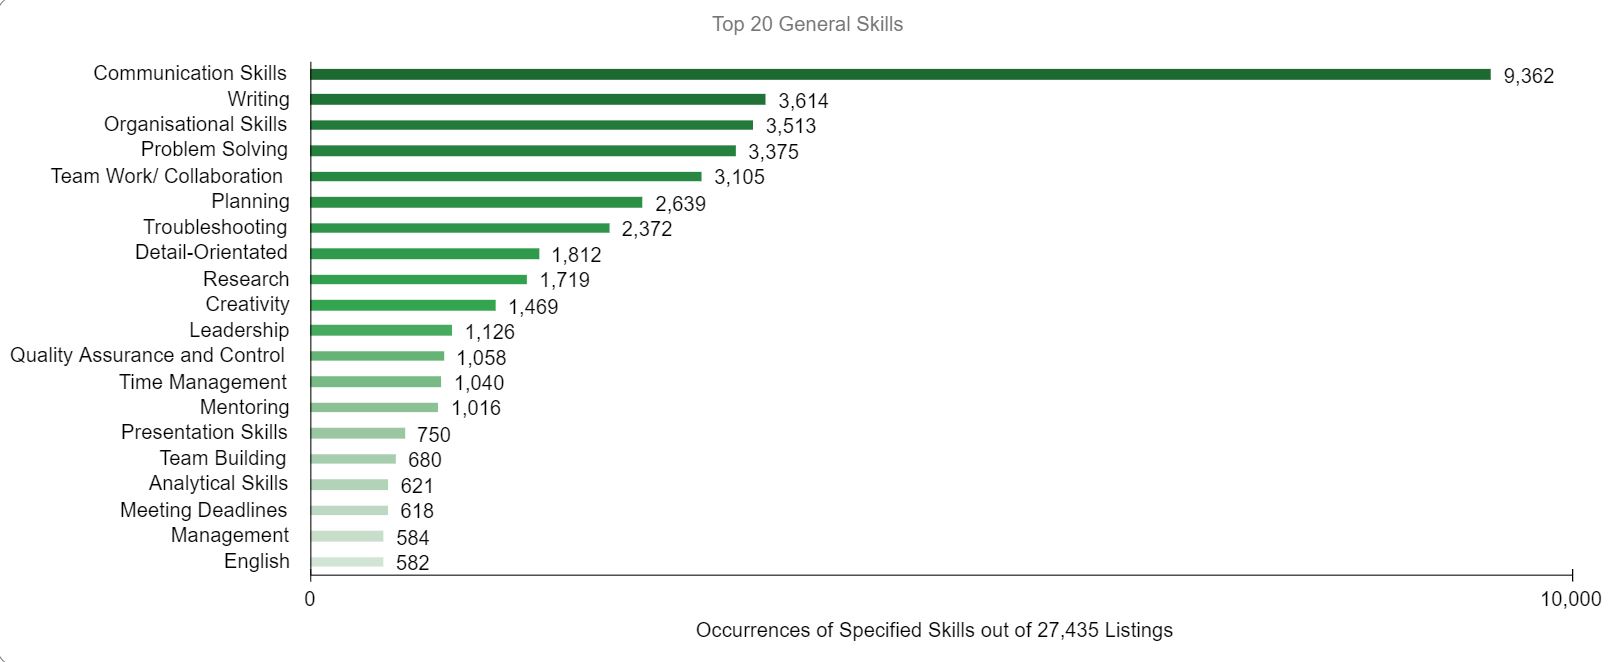 Top 20 General Skills
Communication Skills 9,362
Writing 3,614
Organisational Skills 3,513
Problem Solving 3,375
Team Work/ Collaboration 3,105
Planning 2,639
Troubleshooting 2,372
Detail-Orientated 1,812
Research 1,719
Creativity 1,469
Leadership 1,126
Quality Assurance and Control 1,058
Time Management 1,040
Mentoring 1,016
Presentation Skills 750
Team Building 680
Analytical Skills 621
Meeting Deadlines 618
Management 584
English 582
0 10,000
Occurrences of Specified Skills out of 27,435 Listings